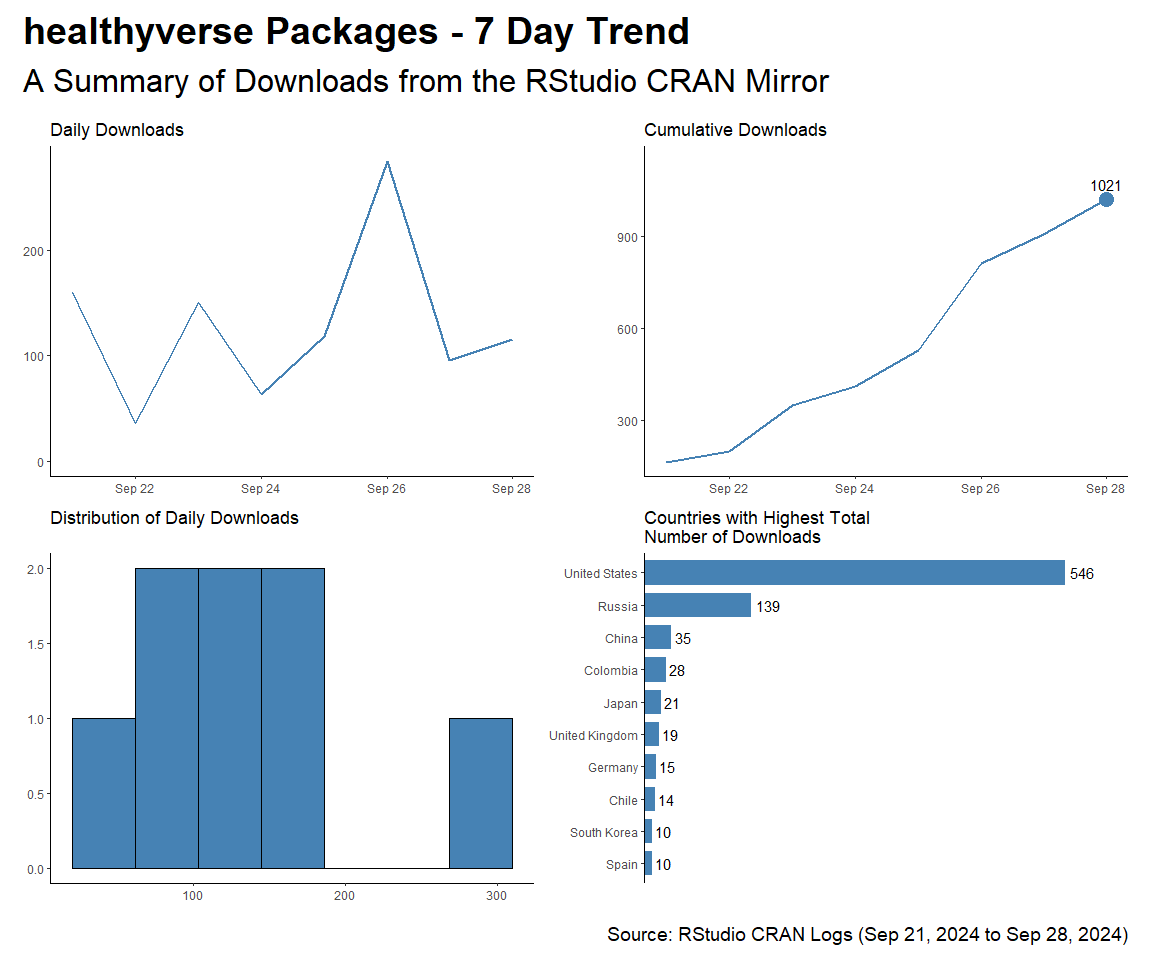 healthyverse Packages - 7 Day Trend
A Summary of Downloads from the RStudio CRAN Mirror
Daily Downloads
200
100
0
Sep 22
Sep 24
Sep 26
Sep 28
Cumulative Downloads
1021
900
600
300
Sep 22
Sep 24
Sep 26
Sep 28
Distribution of Daily Downloads
2.0
1.5
1.0
0.5
0.0
100
200
300
Countries with Highest Total
Number of Downloads
United States 546
Russia 139
China 35
Colombia 28
Japan 21
United Kingdom 19
Germany 15
Chile 14
South Korea 10
Spain 10
Source: RStudio CRAN Logs (Sep 21, 2024 to Sep 28, 2024)